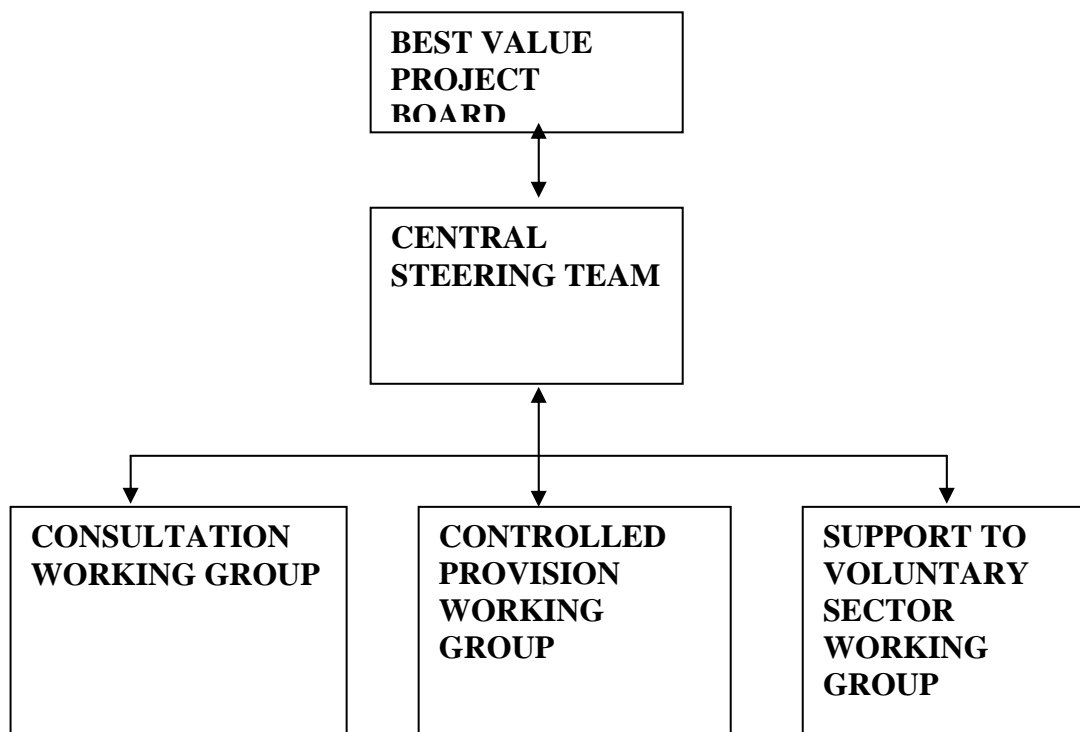 BEST VALUE
PROJECT
BOARD
CENTRAL
STEERING TEAM
CONSULTATION
WORKING GROUP
CONTROLLED
PROVISION
WORKING
GROUP
SUPPORT TO
VOLUNTARY
SECTOR
WORKING
GROUP